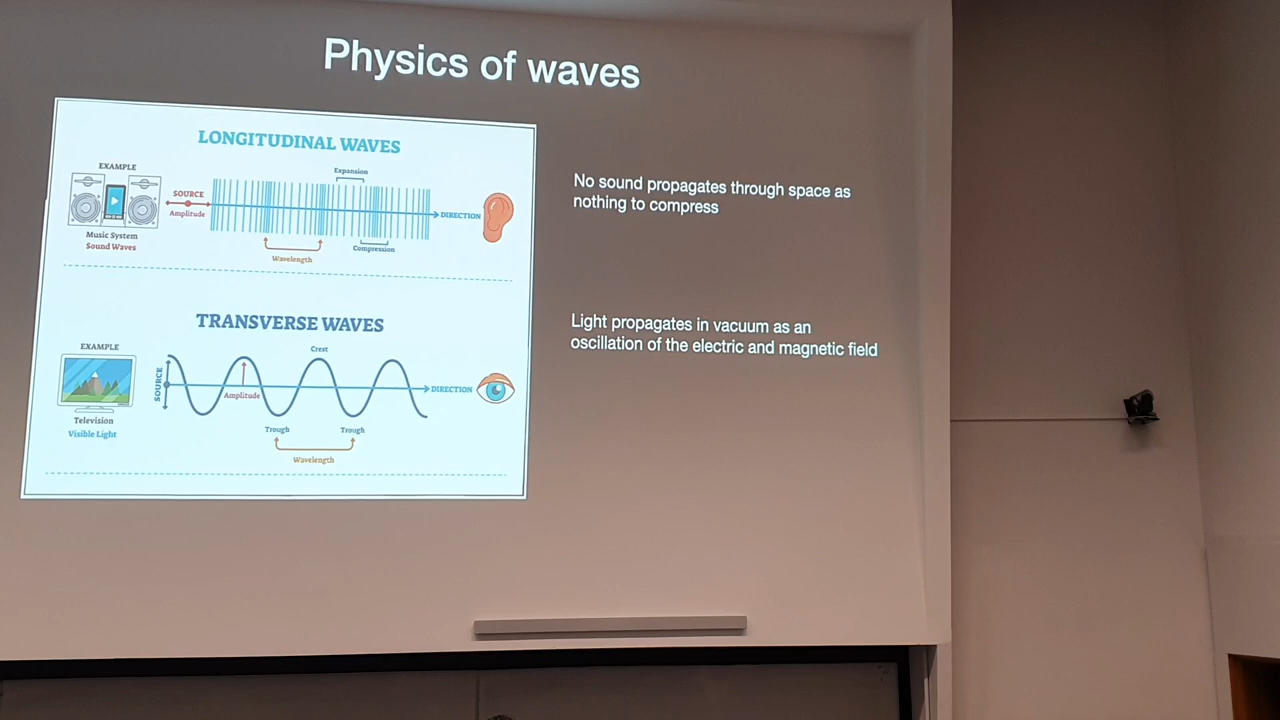 Physics of waves
LONGITUDINAL WAVES
EXAMPLE
Expansion
SOURCE
Amplitude
DIRECTION
Music System
Sound Waves
Compression
Wavelength
No sound propagates through space as
nothing to compress
TRANSVERSE WAVES
EXAMPLE
Crest
SOURCE
Amplitude
DIRECTION
Television
Visible Light
Trough
Trough
Wavelength
Light propagates in vacuum as an
oscillation of the electric and magnetic field